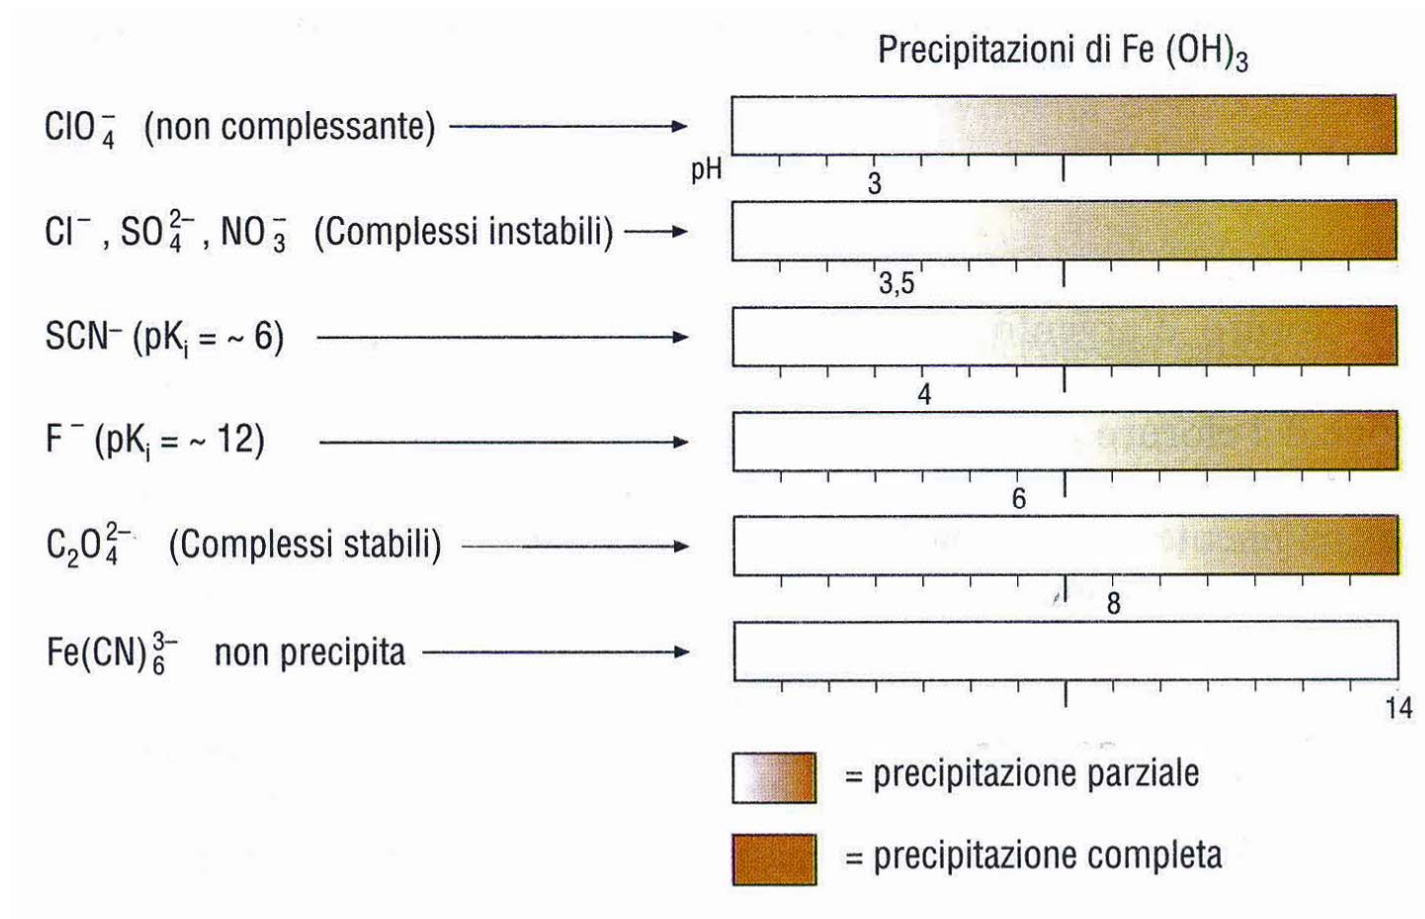 Precipitazioni di Fe (OH)₃
ClO₄⁻ (non complessante)
pH
3
Cl⁻, SO₄²⁻, NO₃⁻ (Complessi instabili)
3,5
SCN⁻ (pKᵢ = ~ 6)
4
F⁻ (pKᵢ = ~ 12)
6
C₂O₄²⁻ (Complessi stabili)
8
Fe(CN)₆³⁻ non precipita
14
= precipitazione parziale
= precipitazione completa